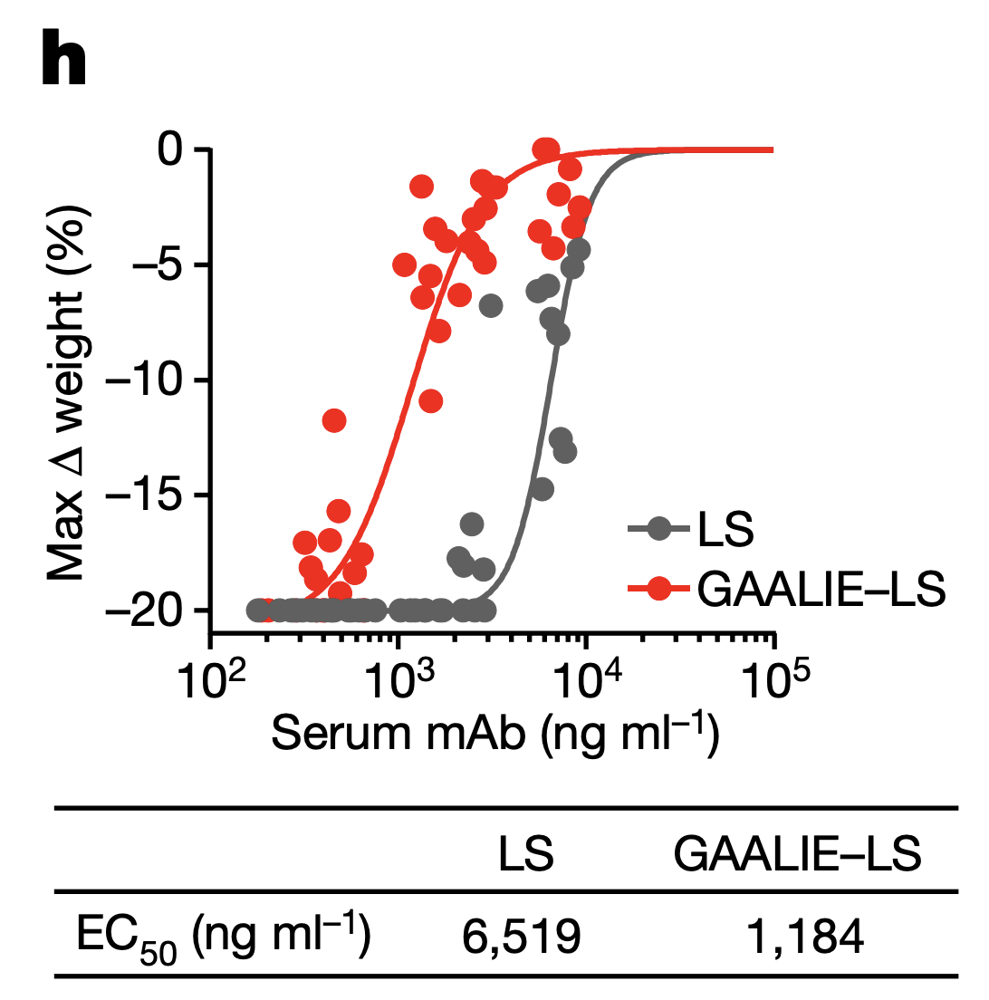 h
0
–5
–10
–15
–20
Max Δ weight (%)
LS
GAALIE–LS
10² 10³ 10⁴ 10⁵
Serum mAb (ng ml⁻¹)
LS GAALIE–LS
EC₅₀ (ng ml⁻¹) 6,519 1,184